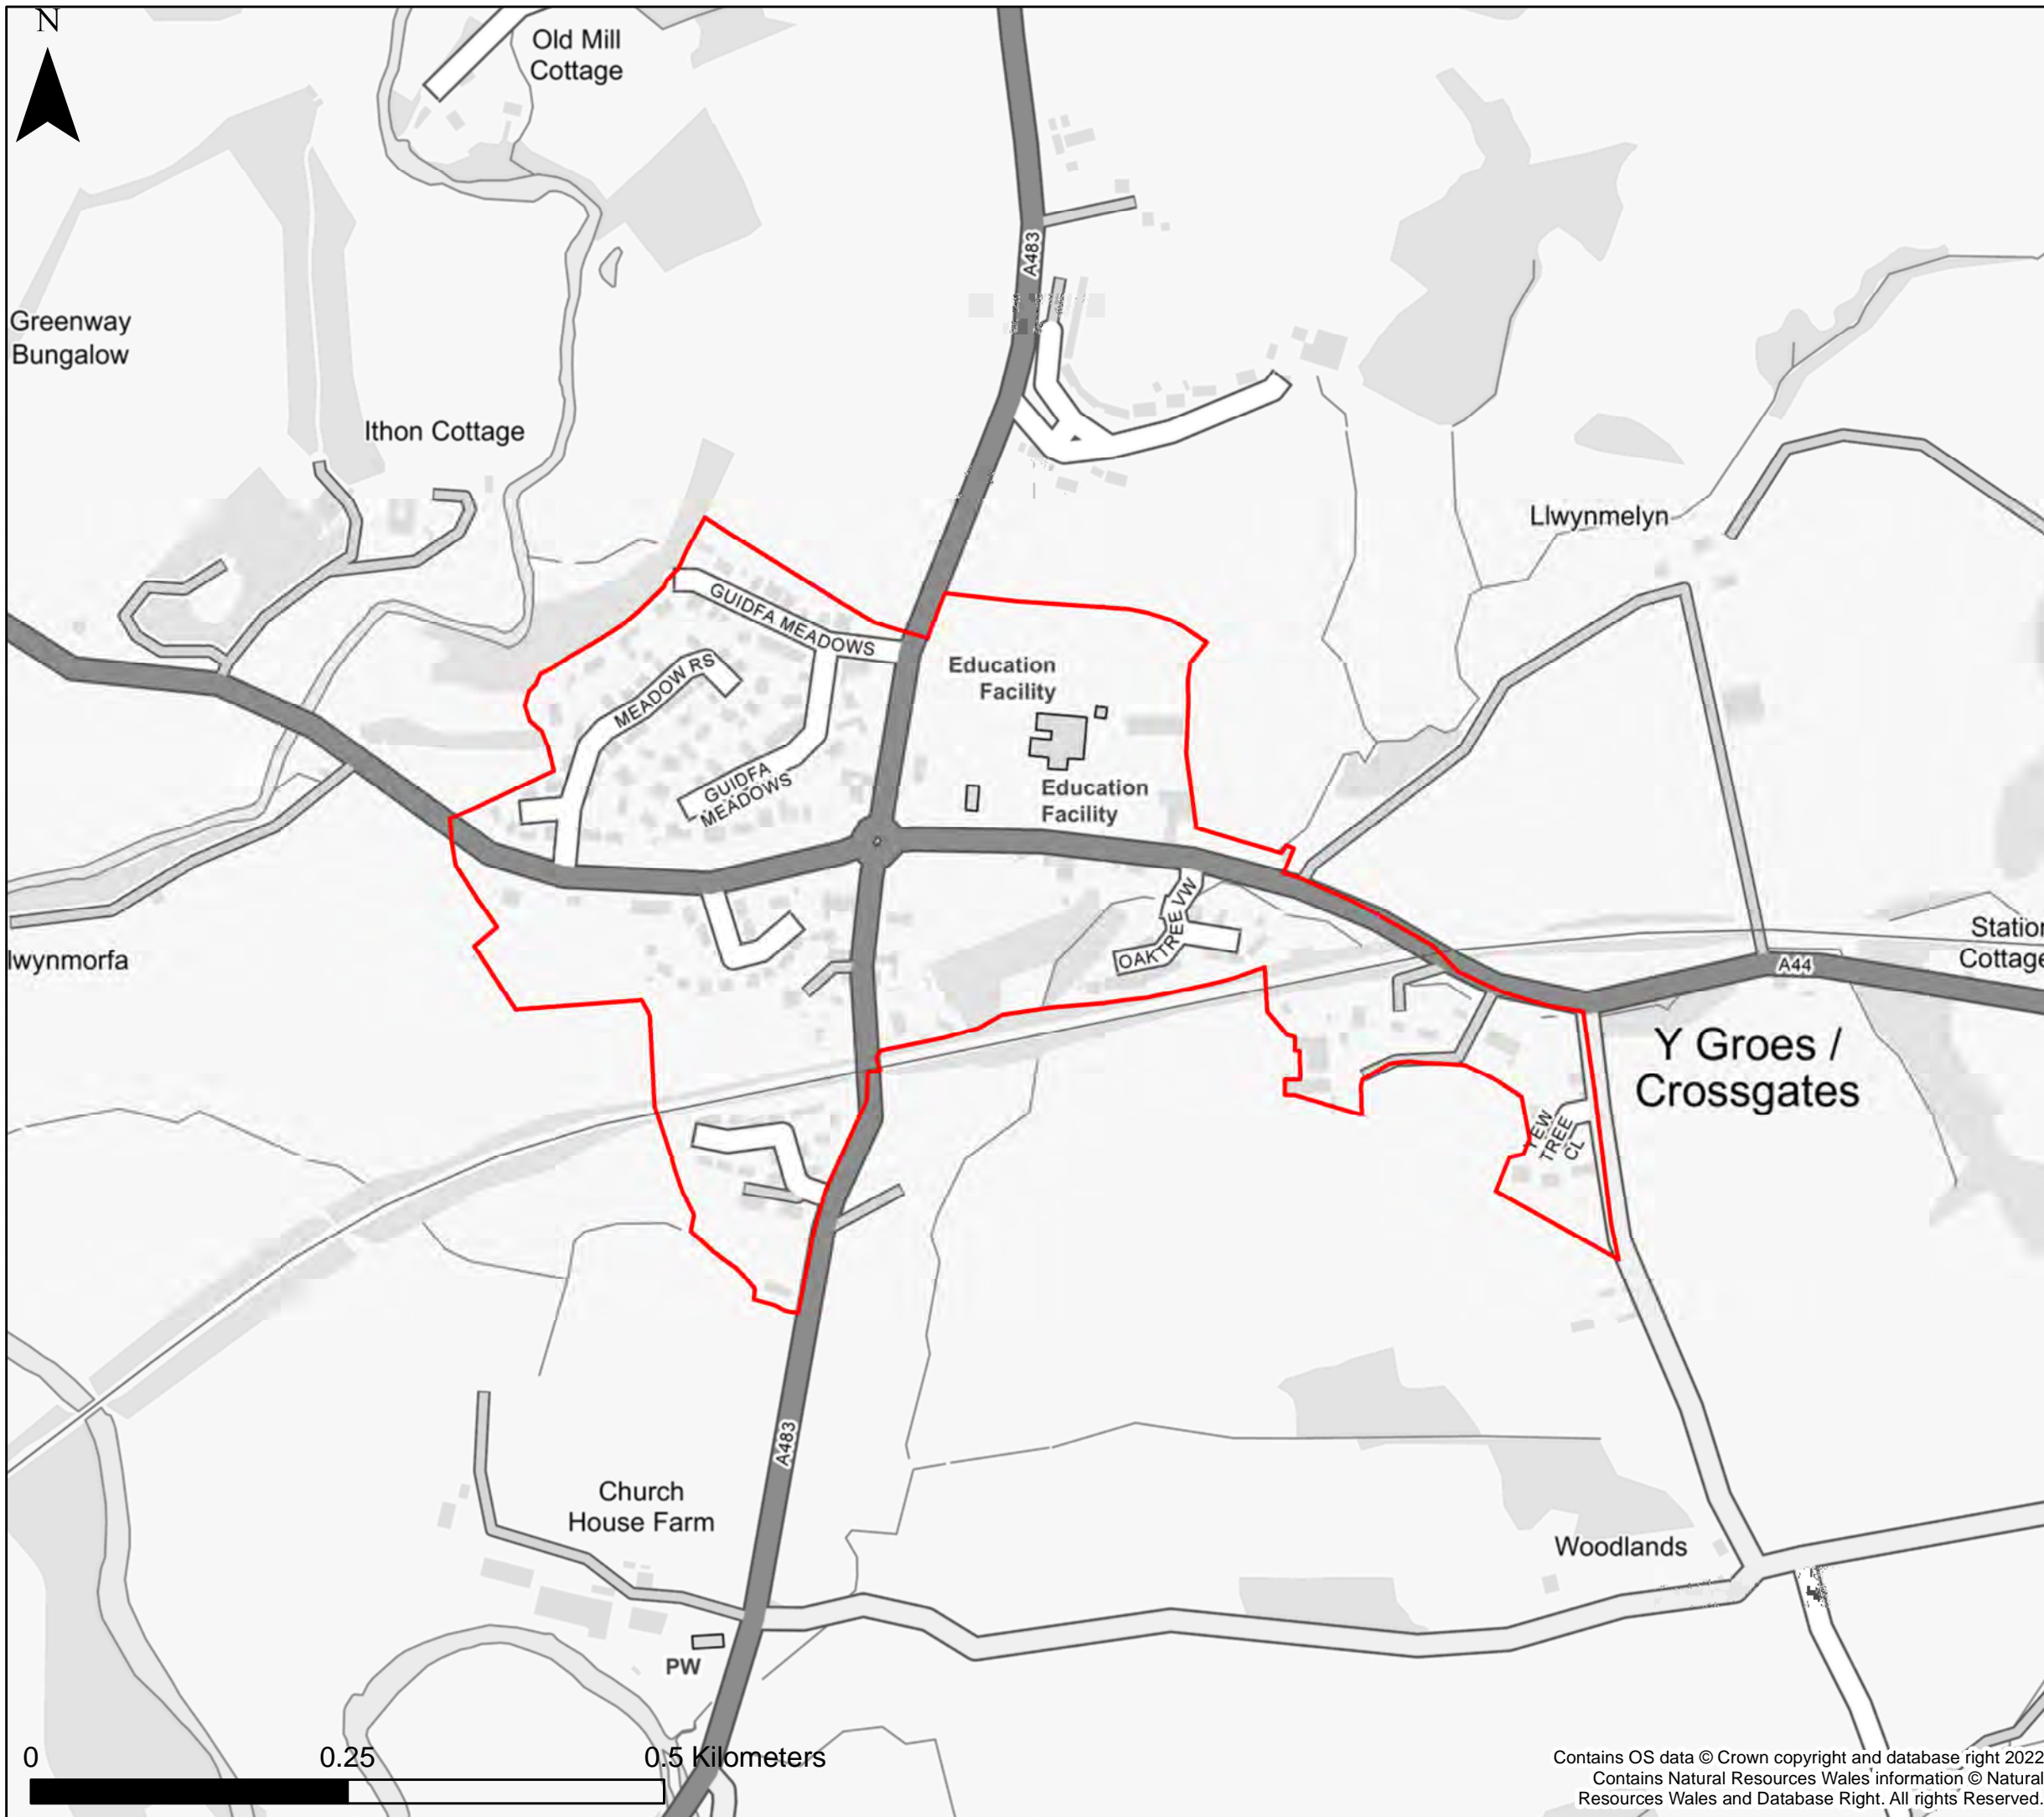 N
Old Mill
Cottage
A483
Greenway
Bungalow
Ithon Cottage
Llwynmelyn
GUIDFA MEADOWS
MEADOW RS
Education
Facility
GUIDFA
MEADOWS
Education
Facility
OAKTREE VW
lwynmorfa
Station
Cottage
A44
Y Groes /
Crossgates
YEW
TREE
CL
A483
Church
House Farm
Woodlands
PW
0 0.25 0.5 Kilometers
Contains OS data © Crown copyright and database right 2022
Contains Natural Resources Wales information © Natural
Resources Wales and Database Right. All rights Reserved.